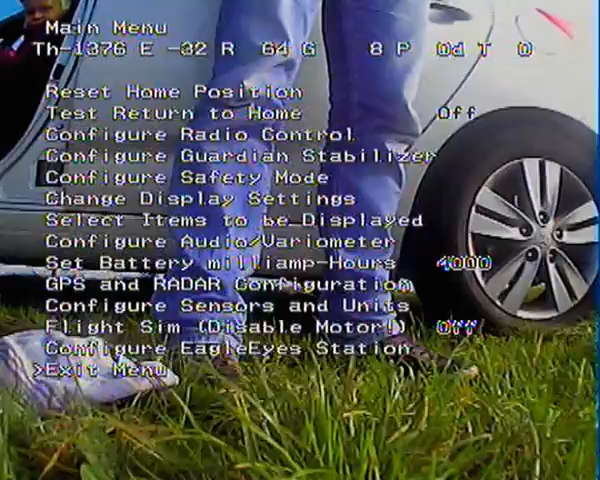 Main Menu
Th-1376 E -32 R 64 G 8 P 0d T 0
Reset Home Position
Test Return to Home Off
Configure Radio Control
Configure Guardian Stabilizer
Configure Safety Mode
Change Display Settings
Select Items to be Displayed
Configure Audio/Variometer
Set Battery milliamp-Hours 4000
GPS and RADAR Configuration
Configure Sensors and Units
Flight Sim (Disable Motor!) Off
Configure EagleEyes Station
>Exit Menu